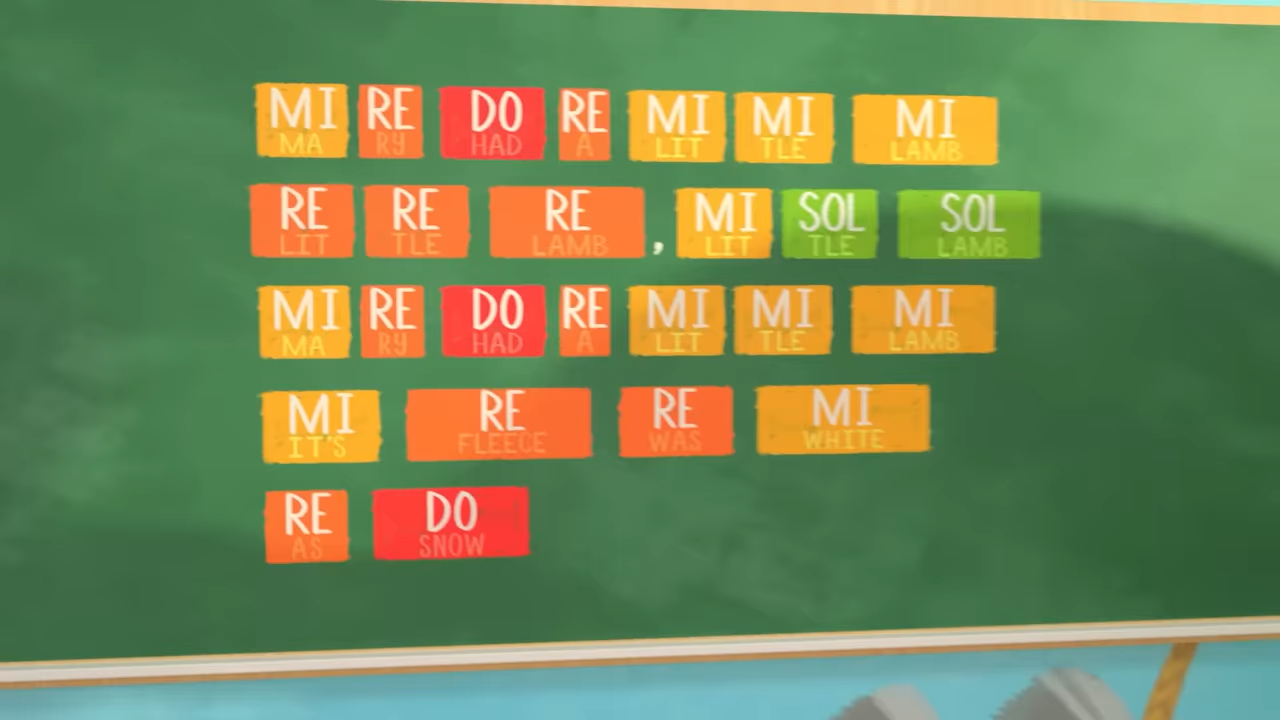 MI RE DO RE MI MI MI
MA RY HAD A LIT TLE LAMB
RE RE RE , MI SOL SOL
LIT TLE LAMB LIT TLE LAMB
MI RE DO RE MI MI MI
MA RY HAD A LIT TLE LAMB
MI RE RE MI
IT'S FLEECE WAS WHITE
RE DO
AS SNOW